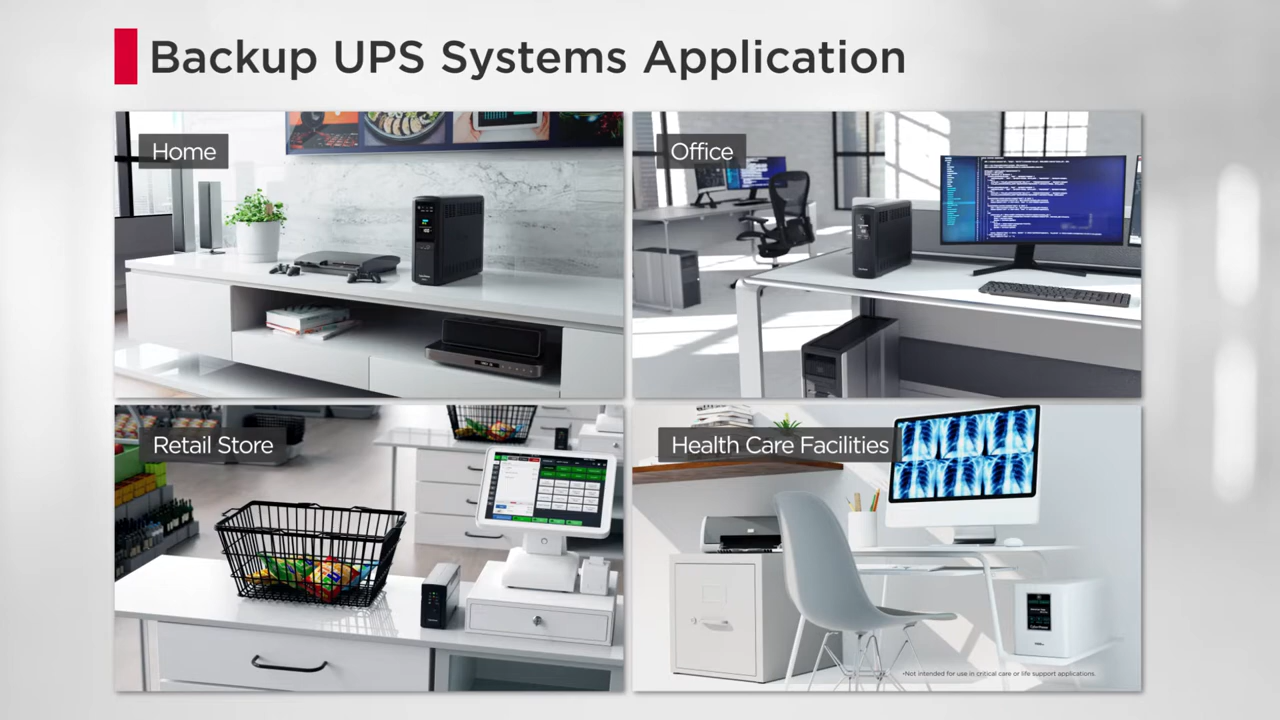 Backup UPS Systems Application
Home
Office
Retail Store
Health Care Facilities
*Not intended for use in critical care or life support applications.